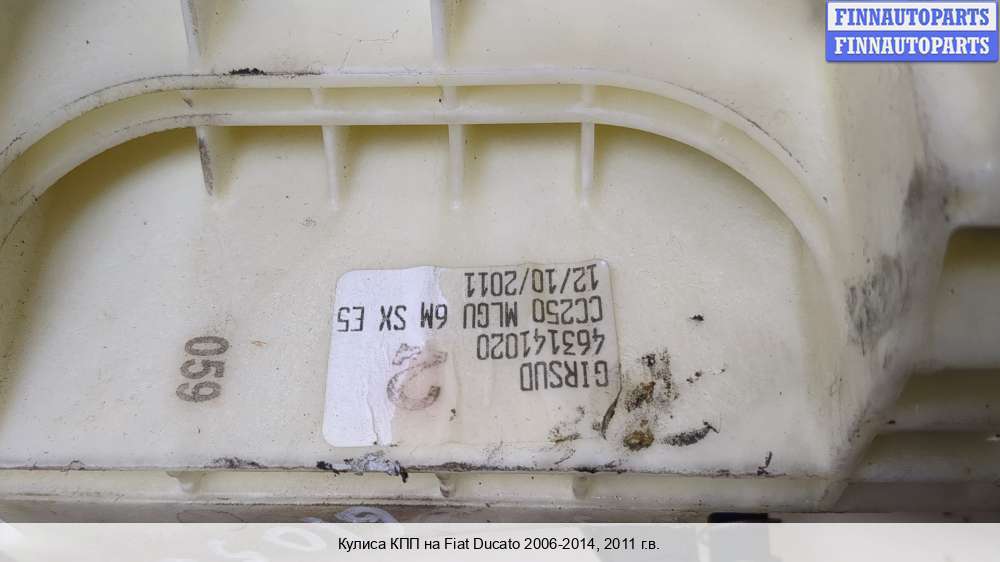 FINNAUTOPARTS
FINNAUTOPARTS
GIRSUD
463141020
CC250 MLGU 6M SX E5
12/10/2011
059
Кулиса КПП на Fiat Ducato 2006-2014, 2011 г.в.